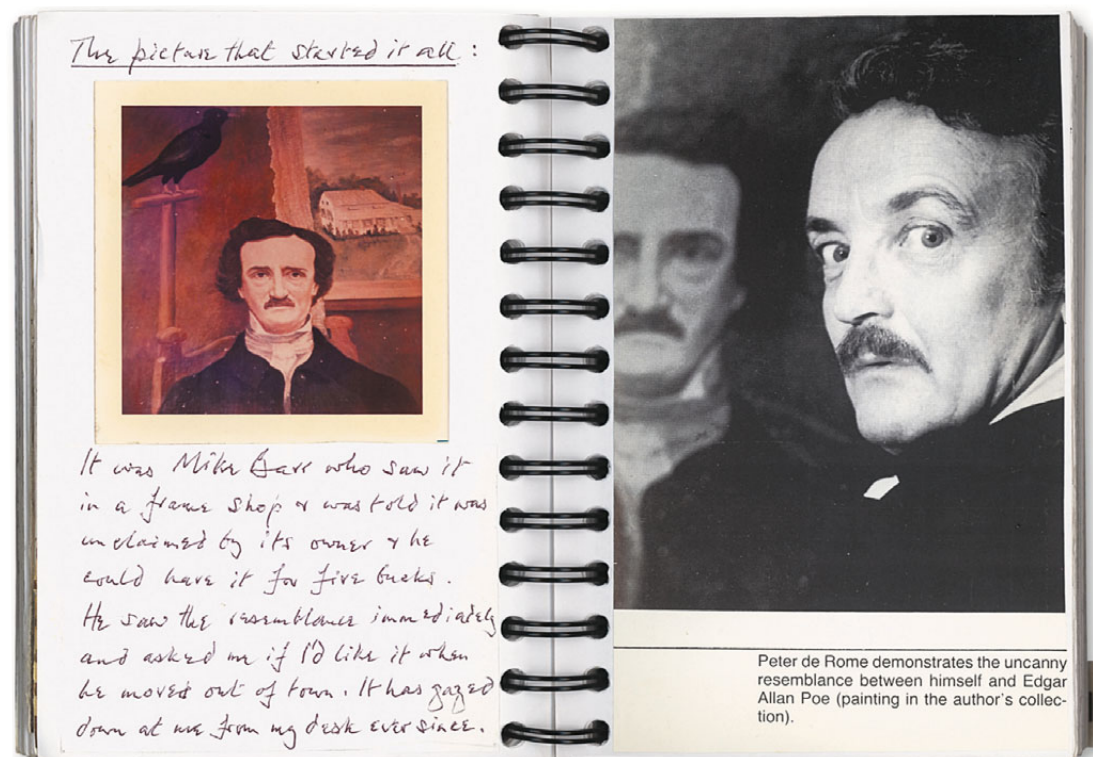 The picture that started it all :
It was Mike Barr who saw it
in a frame shop & was told it was
unclaimed by its owner & he
could have it for five bucks.
He saw the resemblance immediately
and asked me if I'd like it when
he moved out of town. It has gazed
down at me from my desk ever since.
Peter de Rome demonstrates the uncanny
resemblance between himself and Edgar
Allan Poe (painting in the author's collec-
tion).